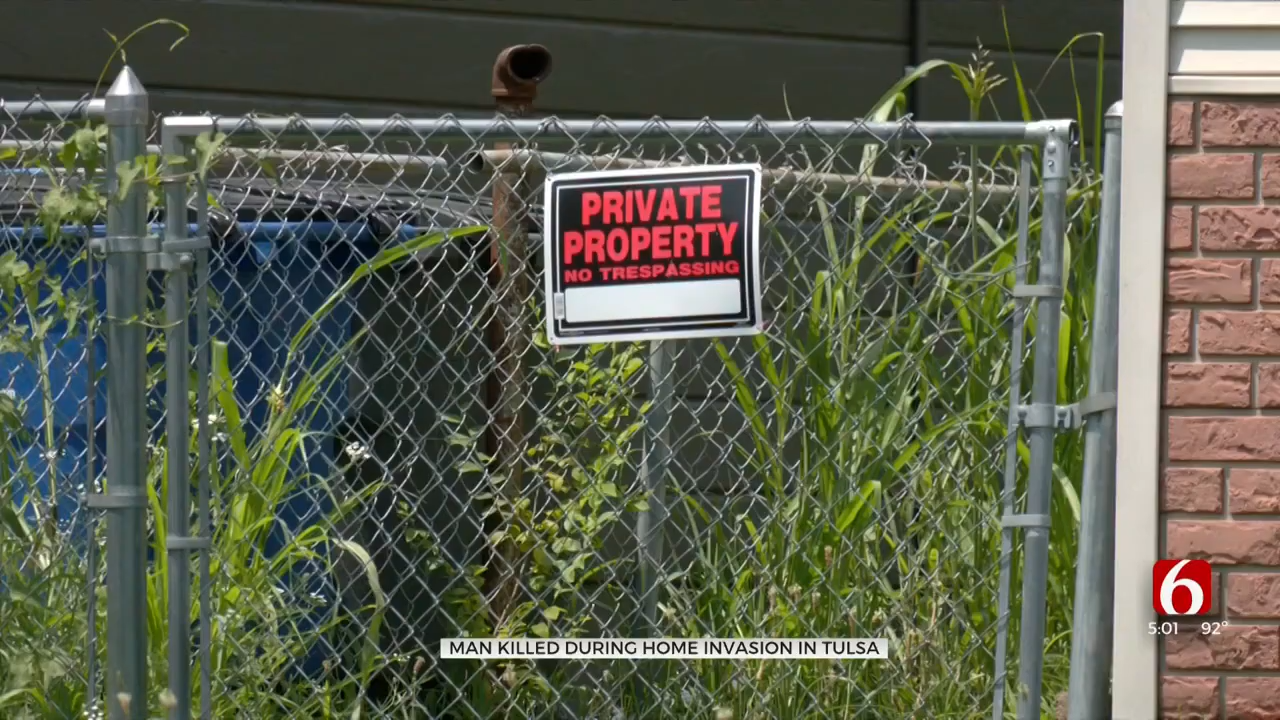 PRIVATE
PROPERTY
NO TRESPASSING
6
5:01 92°
MAN KILLED DURING HOME INVASION IN TULSA